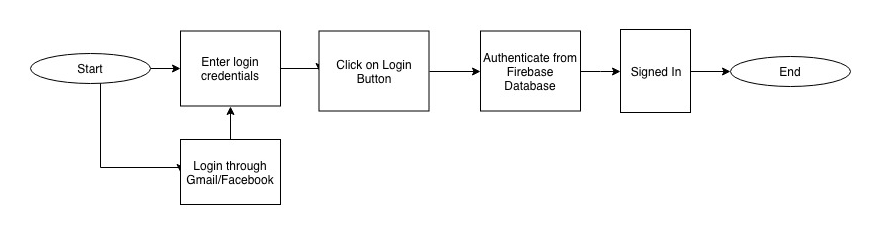 Start
Enter login
credentials
Click on Login
Button
Authenticate from
Firebase
Database
Signed In
End
Login through
Gmail/Facebook